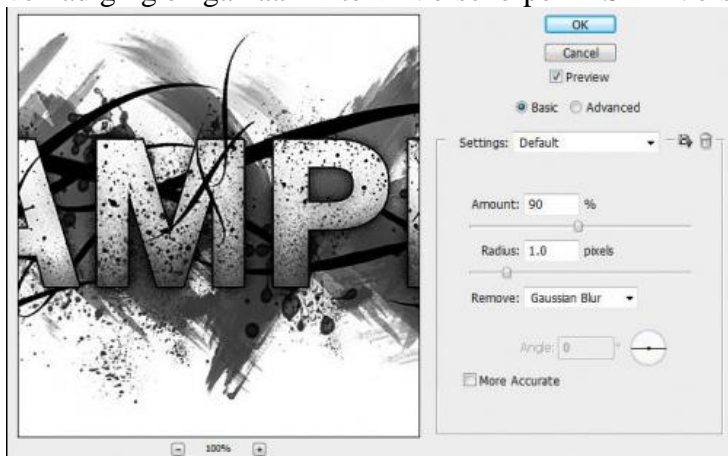 OK
Cancel
Preview
Basic Advanced
Settings: Default
AMP
Amount: 90 %
Radius: 1.0 pixels
Remove: Gaussian Blur
Angle: 0 °
More Accurate
- 100% +